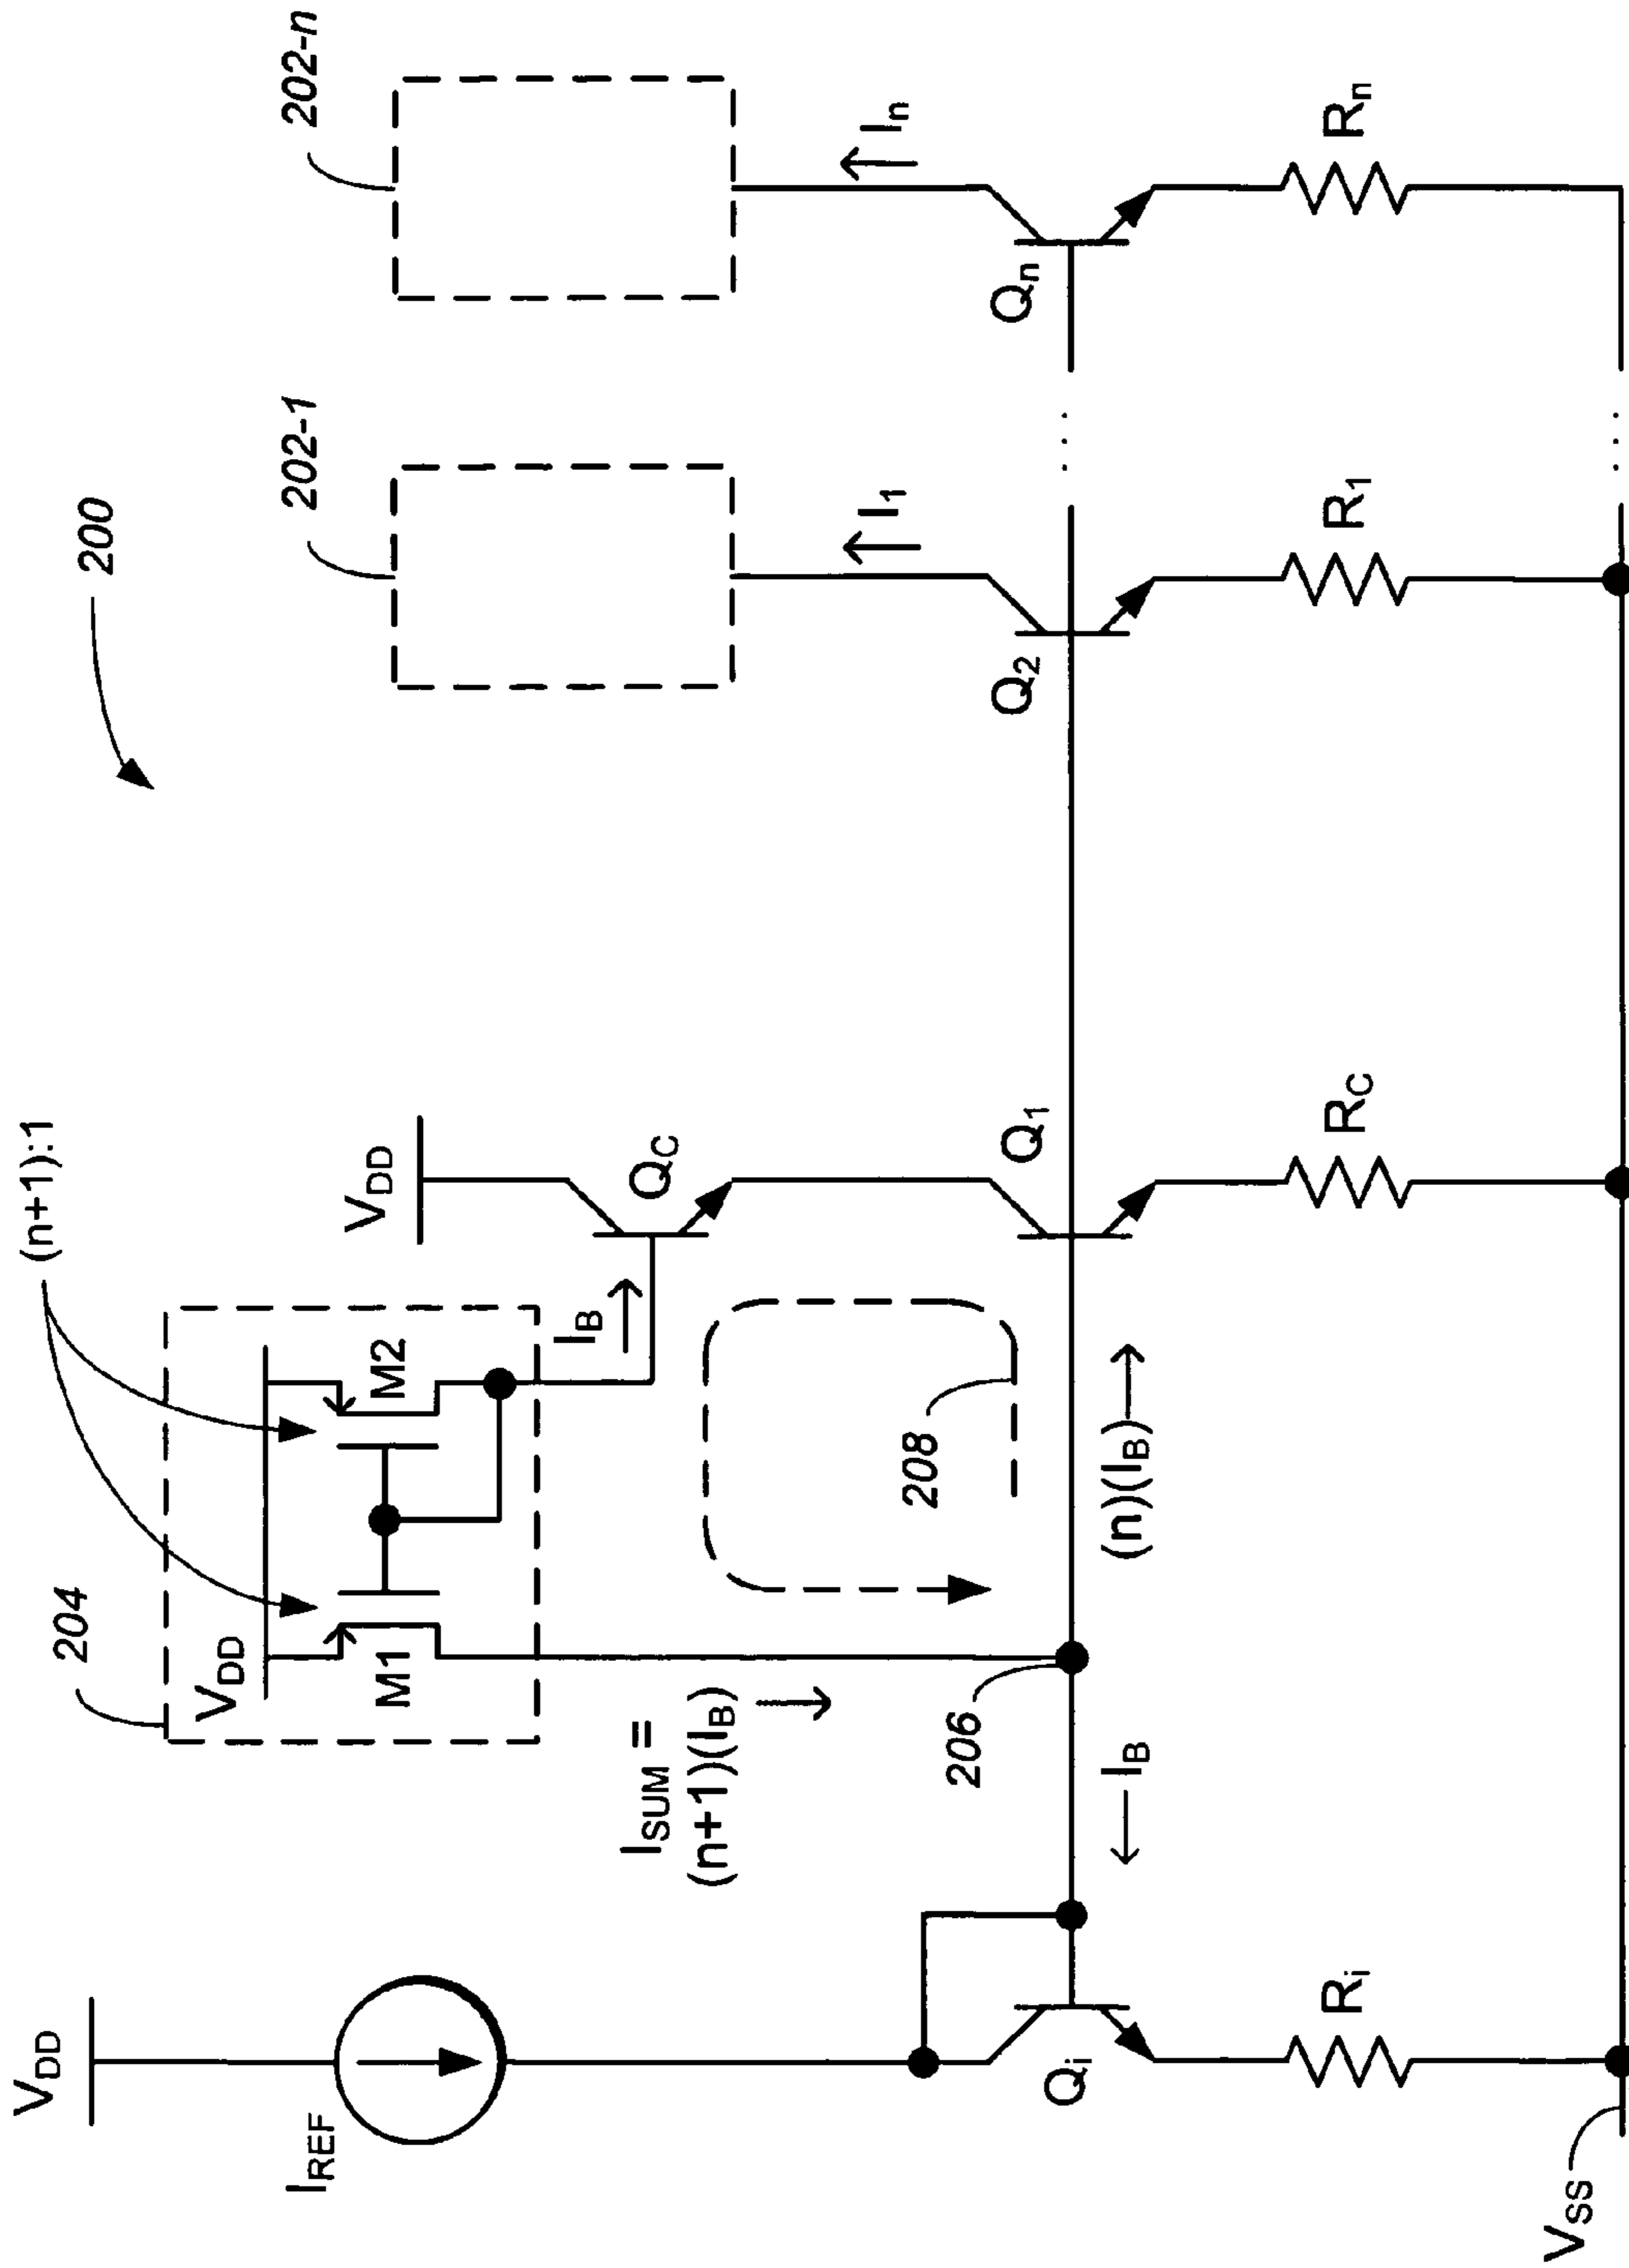 200
V_DD
I_REF
204
(n+1):1
V_DD
M1
M2
V_DD
I_B
Q_C
202-1
202-n
I_SUM =
(n+1)(I_B)
208
I_1
I_n
206
Q_i
Q_1
Q_2
Q_n
I_B
(n)(I_B)
R_i
R_C
R_1
. . .
R_n
. . .
V_SS